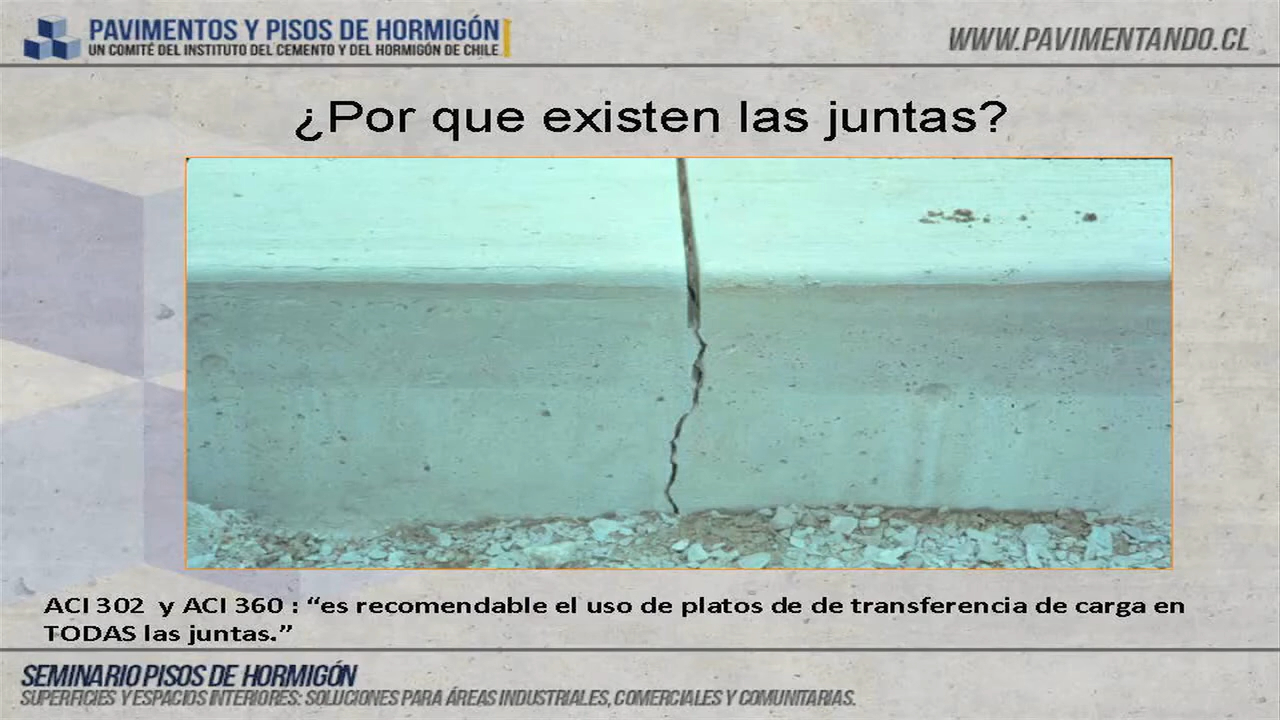 PAVIMENTOS Y PISOS DE HORMIGÓN
UN COMITÉ DEL INSTITUTO DEL CEMENTO Y DEL HORMIGÓN DE CHILE
WWW.PAVIMENTANDO.CL
¿Por que existen las juntas?
ACI 302 y ACI 360 : “es recomendable el uso de platos de de transferencia de carga en
TODAS las juntas.”
SEMINARIO PISOS DE HORMIGÓN
SUPERFICIES Y ESPACIOS INTERIORES: SOLUCIONES PARA ÁREAS INDUSTRIALES, COMERCIALES Y COMUNITARIAS.